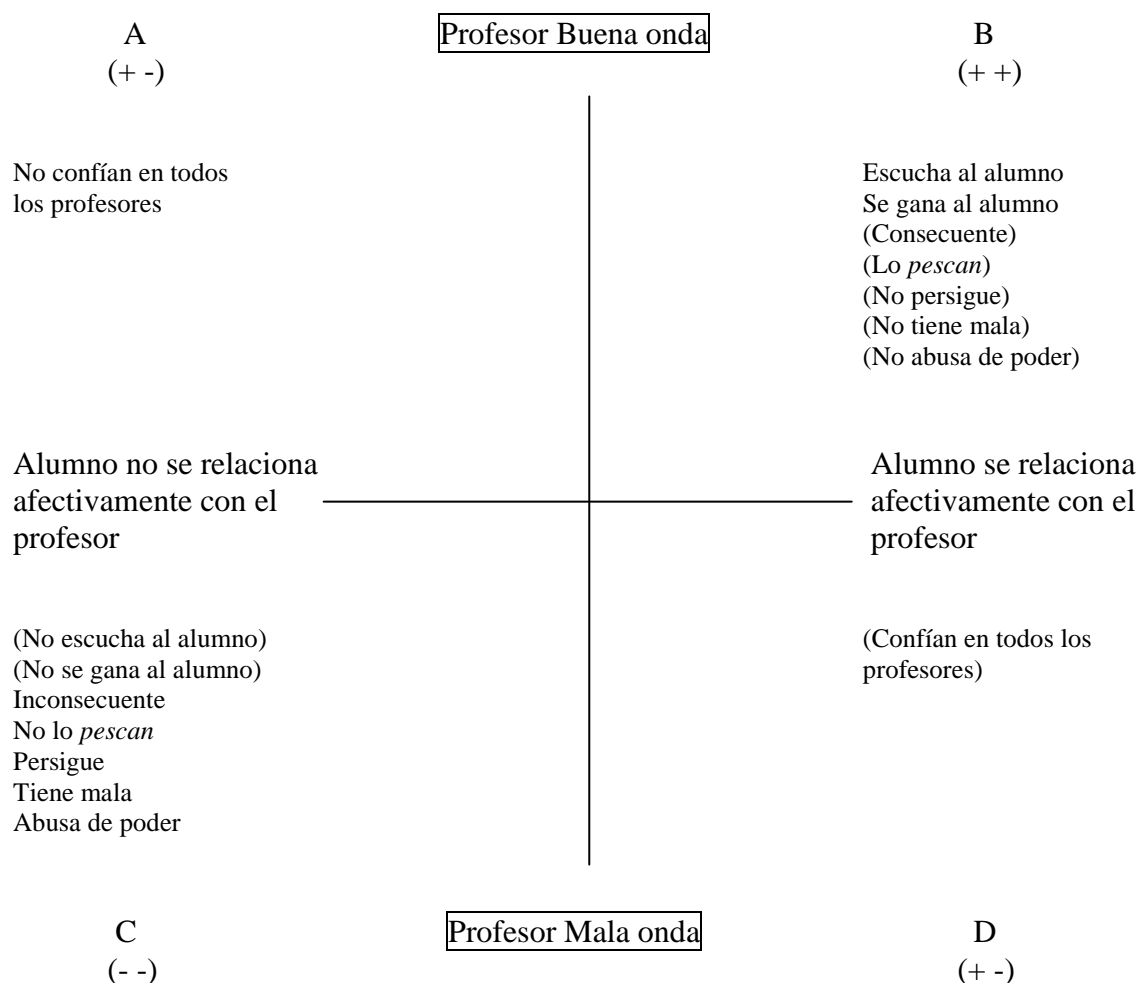 A
Profesor Buena onda
B
(+ -)
(+ +)
No confían en todos
los profesores
Escucha al alumno
Se gana al alumno
(Consecuente)
(Lo pescan)
(No persigue)
(No tiene mala)
(No abusa de poder)
Alumno no se relaciona
afectivamente con el
profesor
Alumno se relaciona
afectivamente con el
profesor
(No escucha al alumno)
(No se gana al alumno)
Inconsecuente
No lo pescan
Persigue
Tiene mala
Abusa de poder
(Confían en todos los
profesores)
C
Profesor Mala onda
D
(- -)
(+ -)